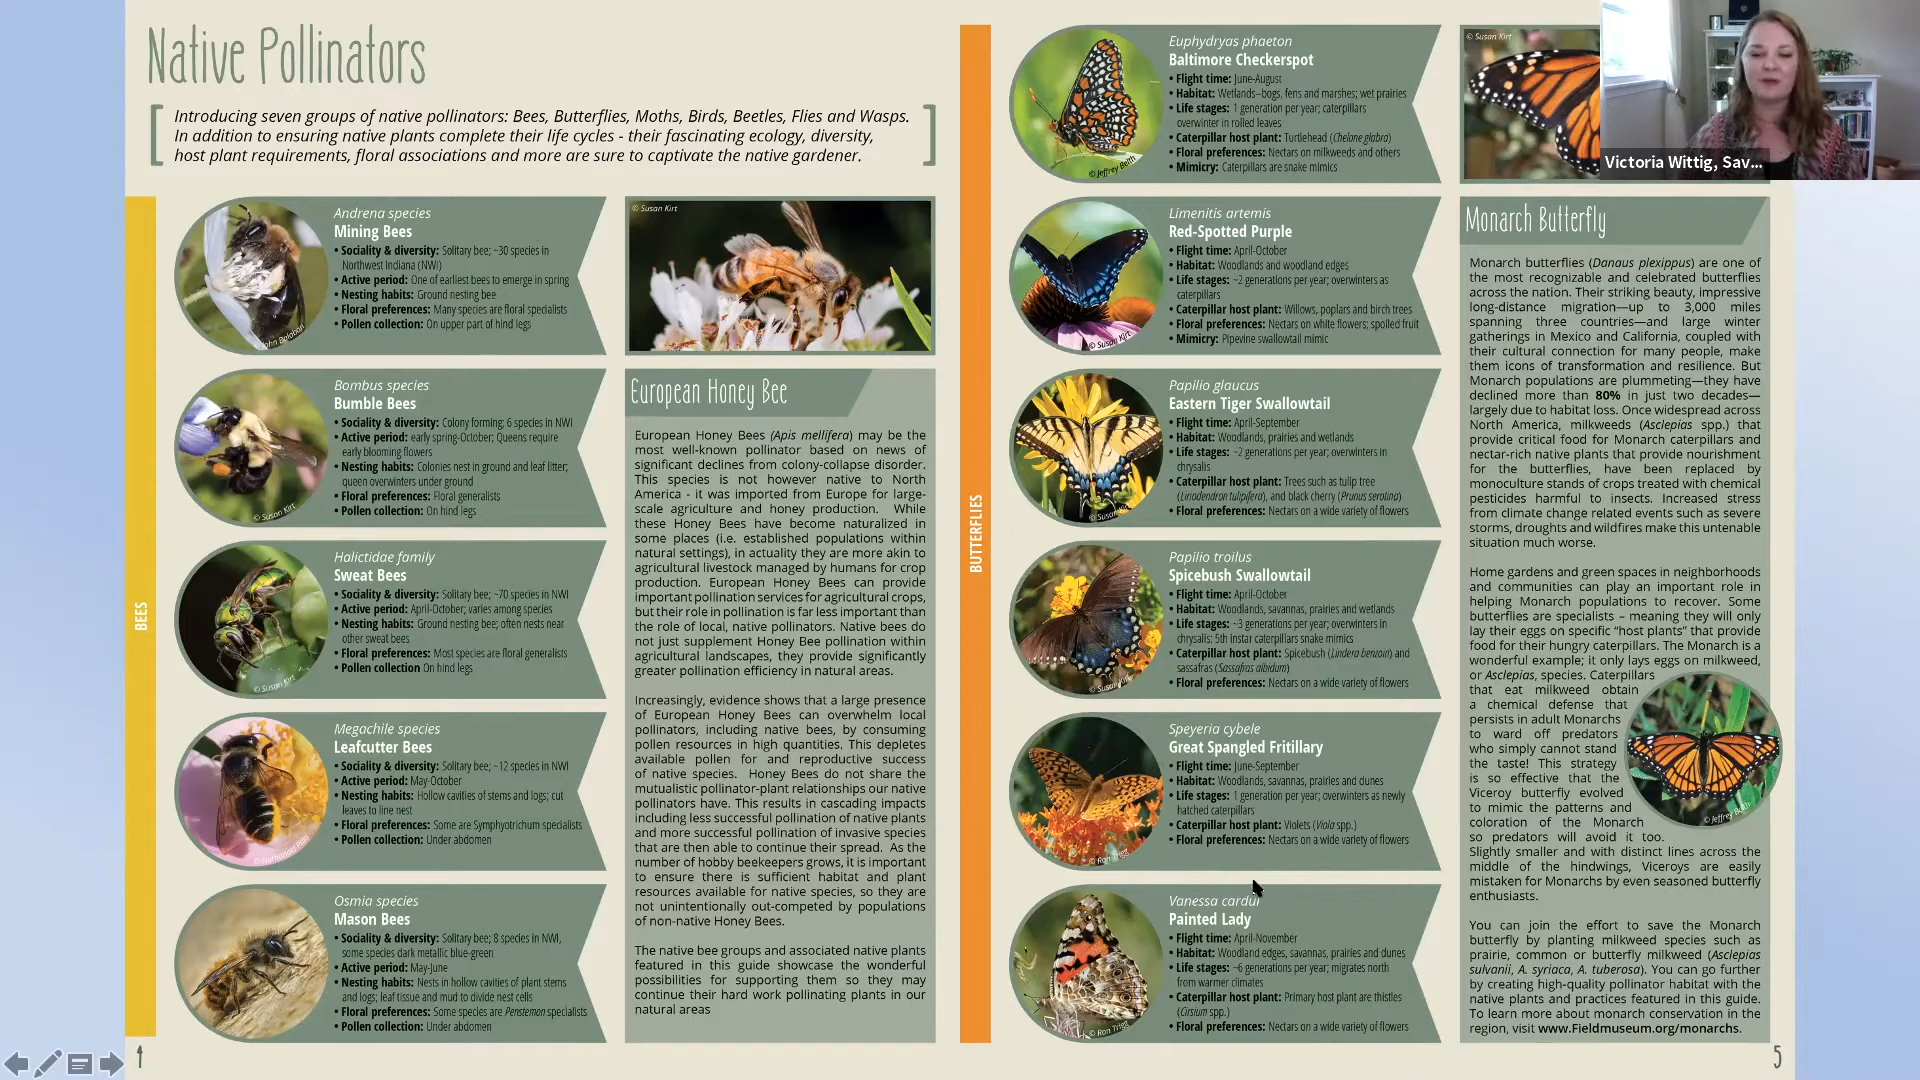 Native Pollinators
Introducing seven groups of native pollinators: Bees, Butterflies, Moths, Birds, Beetles, Flies and Wasps.
In addition to ensuring native plants complete their life cycles - their fascinating ecology, diversity,
host plant requirements, floral associations and more are sure to captivate the native gardener.
BEES
Andrena species
Mining Bees
• Sociality & diversity: Solitary bee; ~30 species in
Northwest Indiana (NWI)
• Active period: One of earliest bees to emerge in spring
• Nesting habits: Ground nesting bee
• Floral preferences: Many species are floral specialists
• Pollen collection: On upper part of hind legs
© John Balaban
Bombus species
Bumble Bees
• Sociality & diversity: Colony forming; 6 species in NWI
• Active period: early spring-October; Queens require
early blooming flowers
• Nesting habits: Colonies nest in ground and leaf litter;
queen overwinters under ground
• Floral preferences: Floral generalists
• Pollen collection: On hind legs
© Susan Kirt
Halictidae family
Sweat Bees
• Sociality & diversity: Solitary bee; ~70 species in NWI
• Active period: April-October; varies among species
• Nesting habits: Ground nesting bee; often nests near
other sweat bees
• Floral preferences: Most species are floral generalists
• Pollen collection On hind legs
© Susan Kirt
Megachile species
Leafcutter Bees
• Sociality & diversity: Solitary bee; ~12 species in NWI
• Active period: May-October
• Nesting habits: Hollow cavities of stems and logs; cut
leaves to line nest
• Floral preferences: Some are Symphyotrichum specialists
• Pollen collection: Under abdomen
Osmia species
Mason Bees
• Sociality & diversity: Solitary bee; 8 species in NWI,
some species dark metallic blue-green
• Active period: May-June
• Nesting habits: Nests in hollow cavities of plant stems
and logs; leaf tissue and mud to divide nest cells
• Floral preferences: Some species are Penstemon specialists
• Pollen collection: Under abdomen
© Susan Kirt
European Honey Bee
European Honey Bees (Apis mellifera) may be the
most well-known pollinator based on news of
significant declines from colony-collapse disorder.
This species is not however native to North
America - it was imported from Europe for large-
scale agriculture and honey production. While
these Honey Bees have become naturalized in
some places (i.e. established populations within
natural settings), in actuality they are more akin to
agricultural livestock managed by humans for crop
production. European Honey Bees can provide
important pollination services for agricultural crops,
but their role in pollination is far less important than
the role of local, native pollinators. Native bees do
not just supplement Honey Bee pollination within
agricultural landscapes, they provide significantly
greater pollination efficiency in natural areas.
Increasingly, evidence shows that a large presence
of European Honey Bees can overwhelm local
pollinators, including native bees, by consuming
pollen resources in high quantities. This depletes
available pollen for and reproductive success
of native species. Honey Bees do not share the
mutualistic pollinator-plant relationships our native
pollinators have. This results in cascading impacts
including less successful pollination of native plants
and more successful pollination of invasive species
that are then able to continue their spread. As the
number of hobby beekeepers grows, it is important
to ensure there is sufficient habitat and plant
resources available for native species, so they are
not unintentionally out-competed by populations
of non-native Honey Bees.
The native bee groups and associated native plants
featured in this guide showcase the wonderful
possibilities for supporting them so they may
continue their hard work pollinating plants in our
natural areas
4
BUTTERFLIES
Euphydryas phaeton
Baltimore Checkerspot
• Flight time: June-August
• Habitat: Wetlands–bogs, fens and marshes; wet prairies
• Life stages: 1 generation per year; caterpillars
overwinter in rolled leaves
• Caterpillar host plant: Turtlehead (Chelone glabra)
• Floral preferences: Nectars on milkweeds and others
• Mimicry: Caterpillars are snake mimics
© Jeffrey Belth
Limenitis artemis
Red-Spotted Purple
• Flight time: April-October
• Habitat: Woodlands and woodland edges
• Life stages: ~2 generations per year; overwinters as
caterpillars
• Caterpillar host plant: Willows, poplars and birch trees
• Floral preferences: Nectars on white flowers; spoiled fruit
• Mimicry: Pipevine swallowtail mimic
© Susan Kirt
Papilio glaucus
Eastern Tiger Swallowtail
• Flight time: April-September
• Habitat: Woodlands, prairies and wetlands
• Life stages: ~2 generations per year; overwinters in
chrysalis
• Caterpillar host plant: Trees such as tulip tree
(Liriodendron tulipifera), and black cherry (Prunus serotina)
• Floral preferences: Nectars on a wide variety of flowers
© Susan Kirt
Papilio troilus
Spicebush Swallowtail
• Flight time: April-October
• Habitat: Woodlands, savannas, prairies and wetlands
• Life stages: ~3 generations per year; overwinters in
chrysalis; 5th instar caterpillars snake mimics
• Caterpillar host plant: Spicebush (Lindera benzoin) and
sassafras (Sassafras albidum)
• Floral preferences: Nectars on a wide variety of flowers
© Susan Kirt
Speyeria cybele
Great Spangled Fritillary
• Flight time: June-September
• Habitat: Woodlands, savannas, prairies and dunes
• Life stages: 1 generation per year; overwinters as newly
hatched caterpillars
• Caterpillar host plant: Violets (Viola spp.)
• Floral preferences: Nectars on a wide variety of flowers
© Ron Trigg
Vanessa cardui
Painted Lady
• Flight time: April-November
• Habitat: Woodland edges, savannas, prairies and dunes
• Life stages: ~6 generations per year; migrates north
from warmer climates
• Caterpillar host plant: Primary host plant are thistles
(Cirsium spp.)
• Floral preferences: Nectars on a wide variety of flowers
© Ron Trigg
© Susan Kirt
Victoria Wittig, Sav...
Monarch Butterfly
Monarch butterflies (Danaus plexippus) are one of
the most recognizable and celebrated butterflies
across the nation. Their striking beauty, impressive
long-distance migration—up to 3,000 miles
spanning three countries—and large winter
gatherings in Mexico and California, coupled with
their cultural connection for many people, make
them icons of transformation and resilience. But
Monarch populations are plummeting—they have
declined more than 80% in just two decades—
largely due to habitat loss. Once widespread across
North America, milkweeds (Asclepias spp.) that
provide critical food for Monarch caterpillars and
nectar-rich native plants that provide nourishment
for the butterflies, have been replaced by
monoculture stands of crops treated with chemical
pesticides harmful to insects. Increased stress
from climate change related events such as severe
storms, droughts and wildfires make this untenable
situation much worse.
Home gardens and green spaces in neighborhoods
and communities can play an important role in
helping Monarch populations to recover. Some
butterflies are specialists – meaning they will only
lay their eggs on specific "host plants" that provide
food for their hungry caterpillars. The Monarch is a
wonderful example; it only lays eggs on milkweed,
or Asclepias, species. Caterpillars
that eat milkweed obtain
a chemical defense that
persists in adult Monarchs
to ward off predators
who simply cannot stand
the taste! This strategy
is so effective that the
Viceroy butterfly evolved
to mimic the patterns and
coloration of the Monarch
so predators will avoid it too.
Slightly smaller and with distinct lines across the
middle of the hindwings, Viceroys are easily
mistaken for Monarchs by even seasoned butterfly
enthusiasts.
© Jeffrey Belth
You can join the effort to save the Monarch
butterfly by planting milkweed species such as
prairie, common or butterfly milkweed (Asclepias
sulvanii, A. syriaca, A. tuberosa). You can go further
by creating high-quality pollinator habitat with the
native plants and practices featured in this guide.
To learn more about monarch conservation in the
region, visit www.Fieldmuseum.org/monarchs.
5